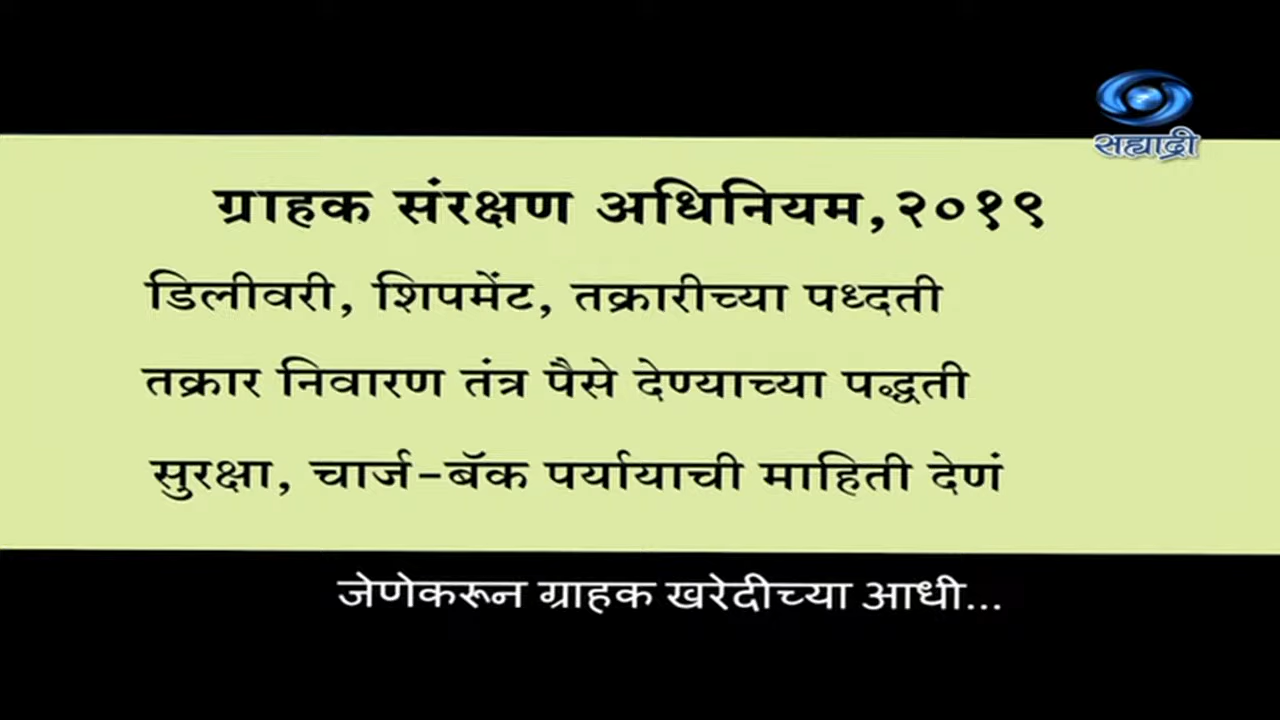 सह्याद्री
ग्राहक संरक्षण अधिनियम,२०१९
डिलीवरी, शिपमेंट, तक्रारीच्या पध्दती
तक्रार निवारण तंत्र पैसे देण्याच्या पद्धती
सुरक्षा, चार्ज-बॅक पर्यायाची माहिती देणं
जेणेकरून ग्राहक खरेदीच्या आधी...